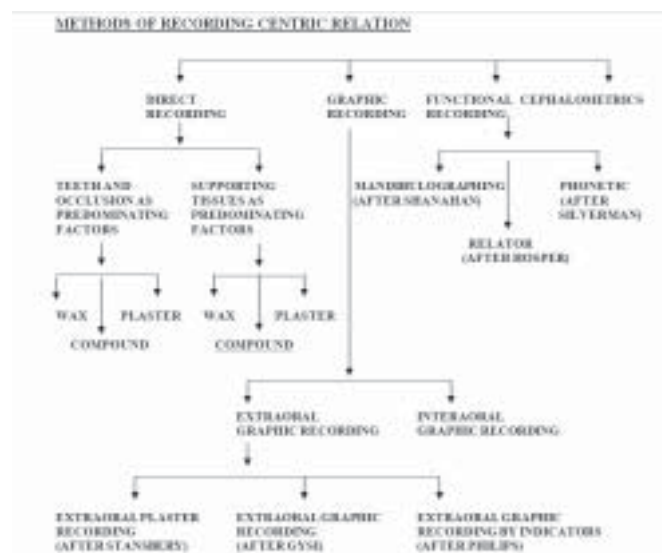 METHODS OF RECORDING CENTRIC RELATION
DIRECT
RECORDING
GRAPHIC
RECORDING
FUNCTIONAL
RECORDING
CEPHALOMETRICS
TEETH AND
OCCLUSION AS
PREDOMINATING
FACTORS
SUPPORTING
TISSUES AS
PREDOMINATING
FACTORS
MANDIBULOGRAPHING
(AFTER SHANAHAN)
PHONETIC
(AFTER
SILVERMAN)
RELATOR
(AFTER BOSPER)
WAX
PLASTER
COMPOUND
WAX
PLASTER
COMPOUND
EXTRAORAL
GRAPHIC RECORDING
INTERAORAL
GRAPHIC RECORDING
EXTRAORAL PLASTER
RECORDING
(AFTER STANSBERY)
EXTRAORAL GRAPHIC
RECORDING
(AFTER GYSI)
EXTRAORAL GRAPHIC
RECORDING BY INDICATORS
(AFTER PHILIPS)